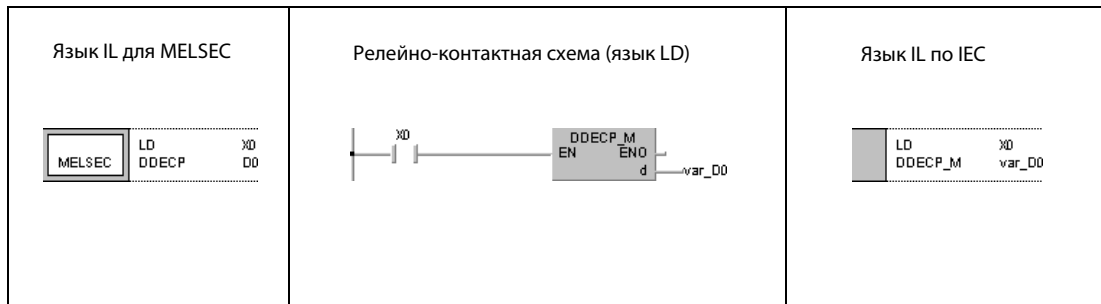 Язык IL для MELSEC
MELSEC
LD X0
DDECP D0
Релейно-контактная схема (язык LD)
X0
DDECP_M
EN ENO
d var_D0
Язык IL по IEC
LD X0
DDECP_M var_D0